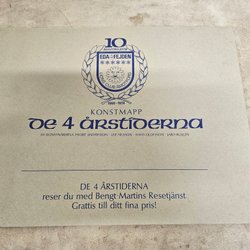 10
EDA-FEJDEN
KONSTMAPP
DE 4 ÅRSTIDERNA
DE 4 ÅRSTIDERNA
reser du med Bengt Martins Resetjänst.
Grattis till ditt fina pris!